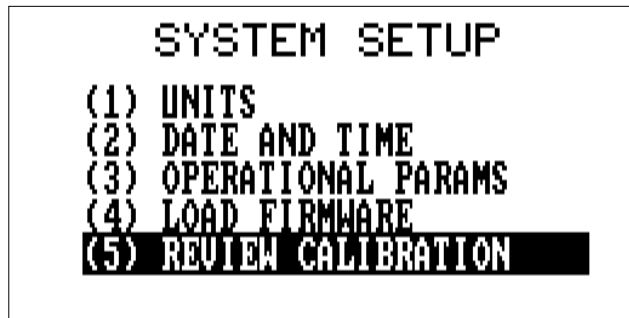 SYSTEM SETUP
(1) UNITS
(2) DATE AND TIME
(3) OPERATIONAL PARAMS
(4) LOAD FIRMWARE
(5) REVIEW CALIBRATION